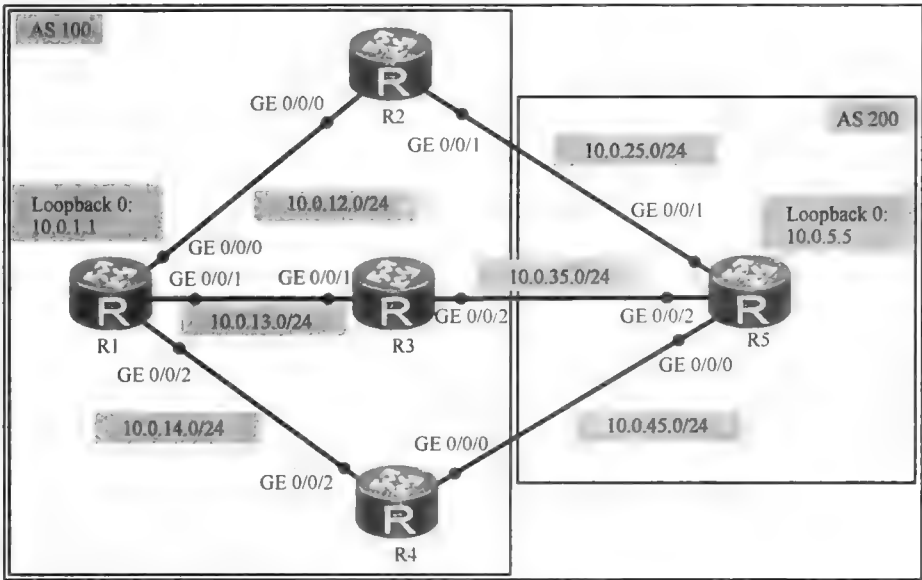 AS 100
R
R2
GE 0/0/0
GE 0/0/1
AS 200
10.0.25.0/24
Loopback 0:
10.0.1.1
10.0.12.0/24
GE 0/0/1
Loopback 0:
10.0.5.5
GE 0/0/0
GE 0/0/1
GE 0/0/1
10.0.35.0/24
R
R1
R
R3
R
R5
10.0.13.0/24
GE 0/0/2
GE 0/0/2
GE 0/0/2
GE 0/0/0
10.0.14.0/24
GE 0/0/0
10.0.45.0/24
GE 0/0/2
R
R4